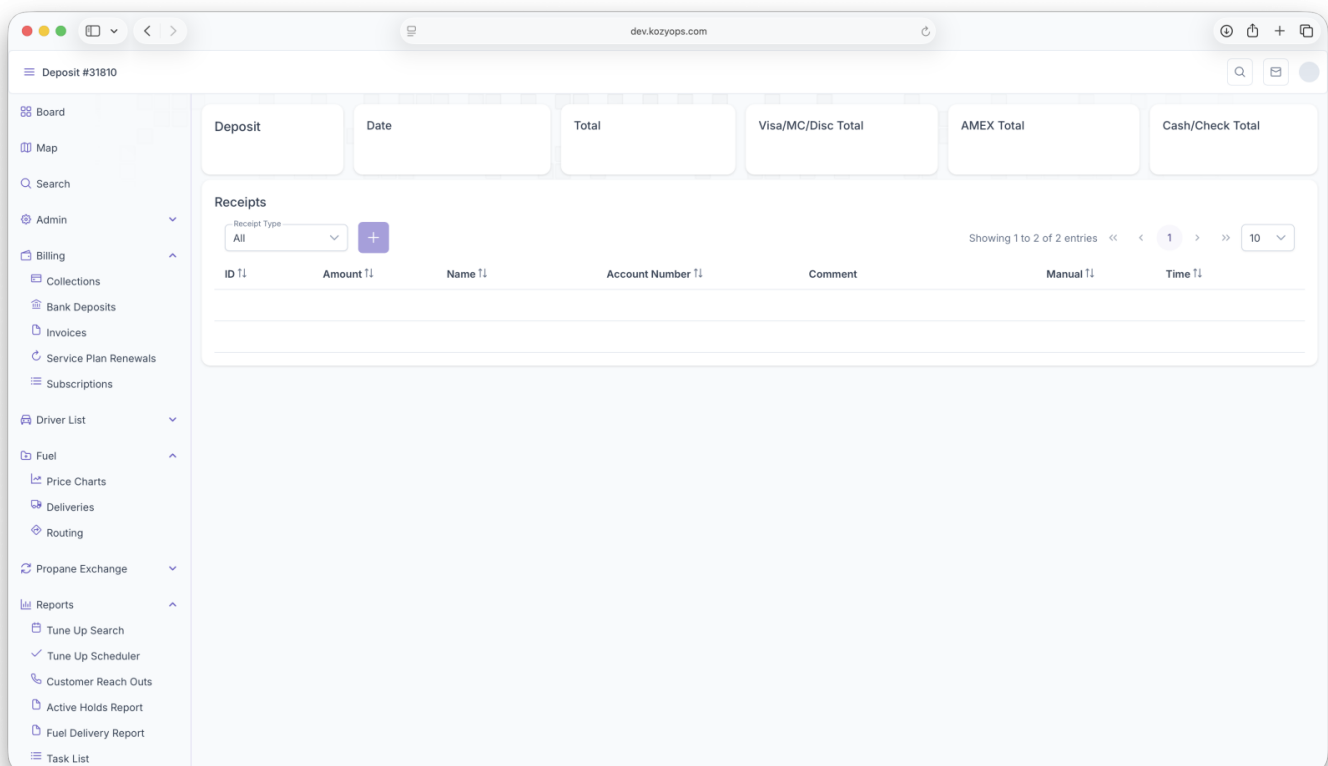 dev.kozyops.com
Deposit #31810
Board
Map
Search
Admin
Billing
Collections
Bank Deposits
Invoices
Service Plan Renewals
Subscriptions
Driver List
Fuel
Price Charts
Deliveries
Routing
Propane Exchange
Reports
Tune Up Search
Tune Up Scheduler
Customer Reach Outs
Active Holds Report
Fuel Delivery Report
Task List
Deposit Date Total Visa/MC/Disc Total AMEX Total Cash/Check Total
Receipts
Receipt Type
All
Showing 1 to 2 of 2 entries 1 10
ID Amount Name Account Number Comment Manual Time